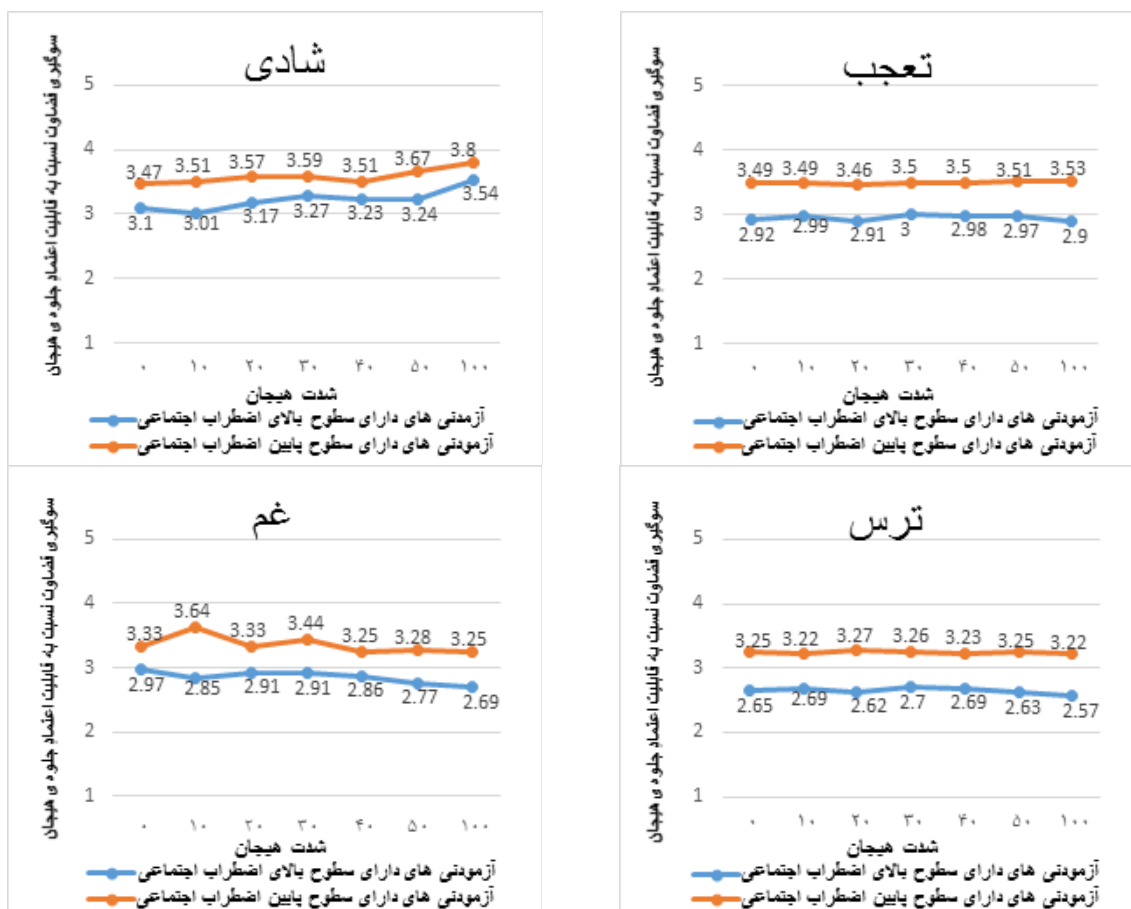 شادی
سوگیری قضاوت نسبت به قابلیت اعتماد جلوه ی هیجان
5
4
3
2
1
3.47 3.51 3.57 3.59 3.51 3.67 3.8
3.1 3.01 3.17 3.27 3.23 3.24 3.54
۰ ۱۰ ۲۰ ۳۰ ۴۰ ۵۰ ۱۰۰
شدت هیجان
آزمدنی های دارای سطوح بالای اضطراب اجتماعی
آزمودنی های دارای سطوح پایین اضطراب اجتماعی
تعجب
سوگیری قضاوت نسبت به قابلیت اعتماد جلوه ی هیجان
5
4
3
2
1
3.49 3.49 3.46 3.5 3.5 3.51 3.53
2.92 2.99 2.91 3 2.98 2.97 2.9
۰ ۱۰ ۲۰ ۳۰ ۴۰ ۵۰ ۱۰۰
شدت هیجان
آزمودنی های دارای سطوح بالای اضطراب اجتماعی
آزمودنی های دارای سطوح پایین اضطراب اجتماعی
غم
سوگیری قضاوت نسبت به قابلیت اعتماد جلوه ی هیجان
5
4
3
2
1
3.33 3.64 3.33 3.44 3.25 3.28 3.25
2.97 2.85 2.91 2.91 2.86 2.77 2.69
۰ ۱۰ ۲۰ ۳۰ ۴۰ ۵۰ ۱۰۰
شدت هیجان
آزمودنی های دارای سطوح بالای اضطراب اجتماعی
آزمودنی های دارای سطوح پایین اضطراب اجتماعی
ترس
سوگیری قضاوت نسبت به قابلیت اعتماد جلوه ی هیجان
5
4
3
2
1
3.25 3.22 3.27 3.26 3.23 3.25 3.22
2.65 2.69 2.62 2.7 2.69 2.63 2.57
۰ ۱۰ ۲۰ ۳۰ ۴۰ ۵۰ ۱۰۰
شدت هیجان
آزمودنی های دارای سطوح بالای اضطراب اجتماعی
آزمودنی های دارای سطوح پایین اضطراب اجتماعی